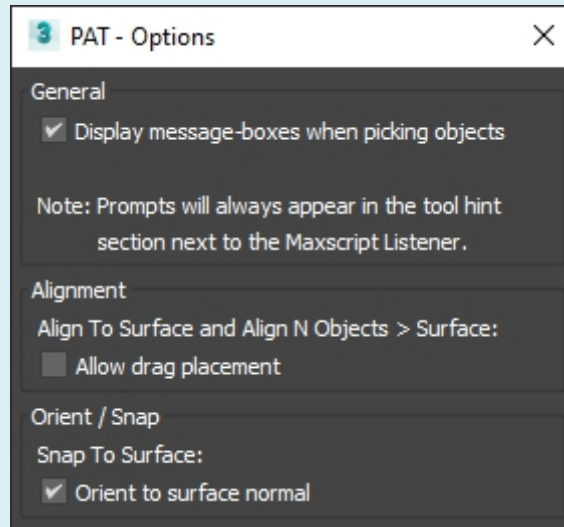 3 PAT - Options
General
Display message-boxes when picking objects
Note: Prompts will always appear in the tool hint
section next to the Maxscript Listener.
Alignment
Align To Surface and Align N Objects > Surface:
Allow drag placement
Orient / Snap
Snap To Surface:
Orient to surface normal